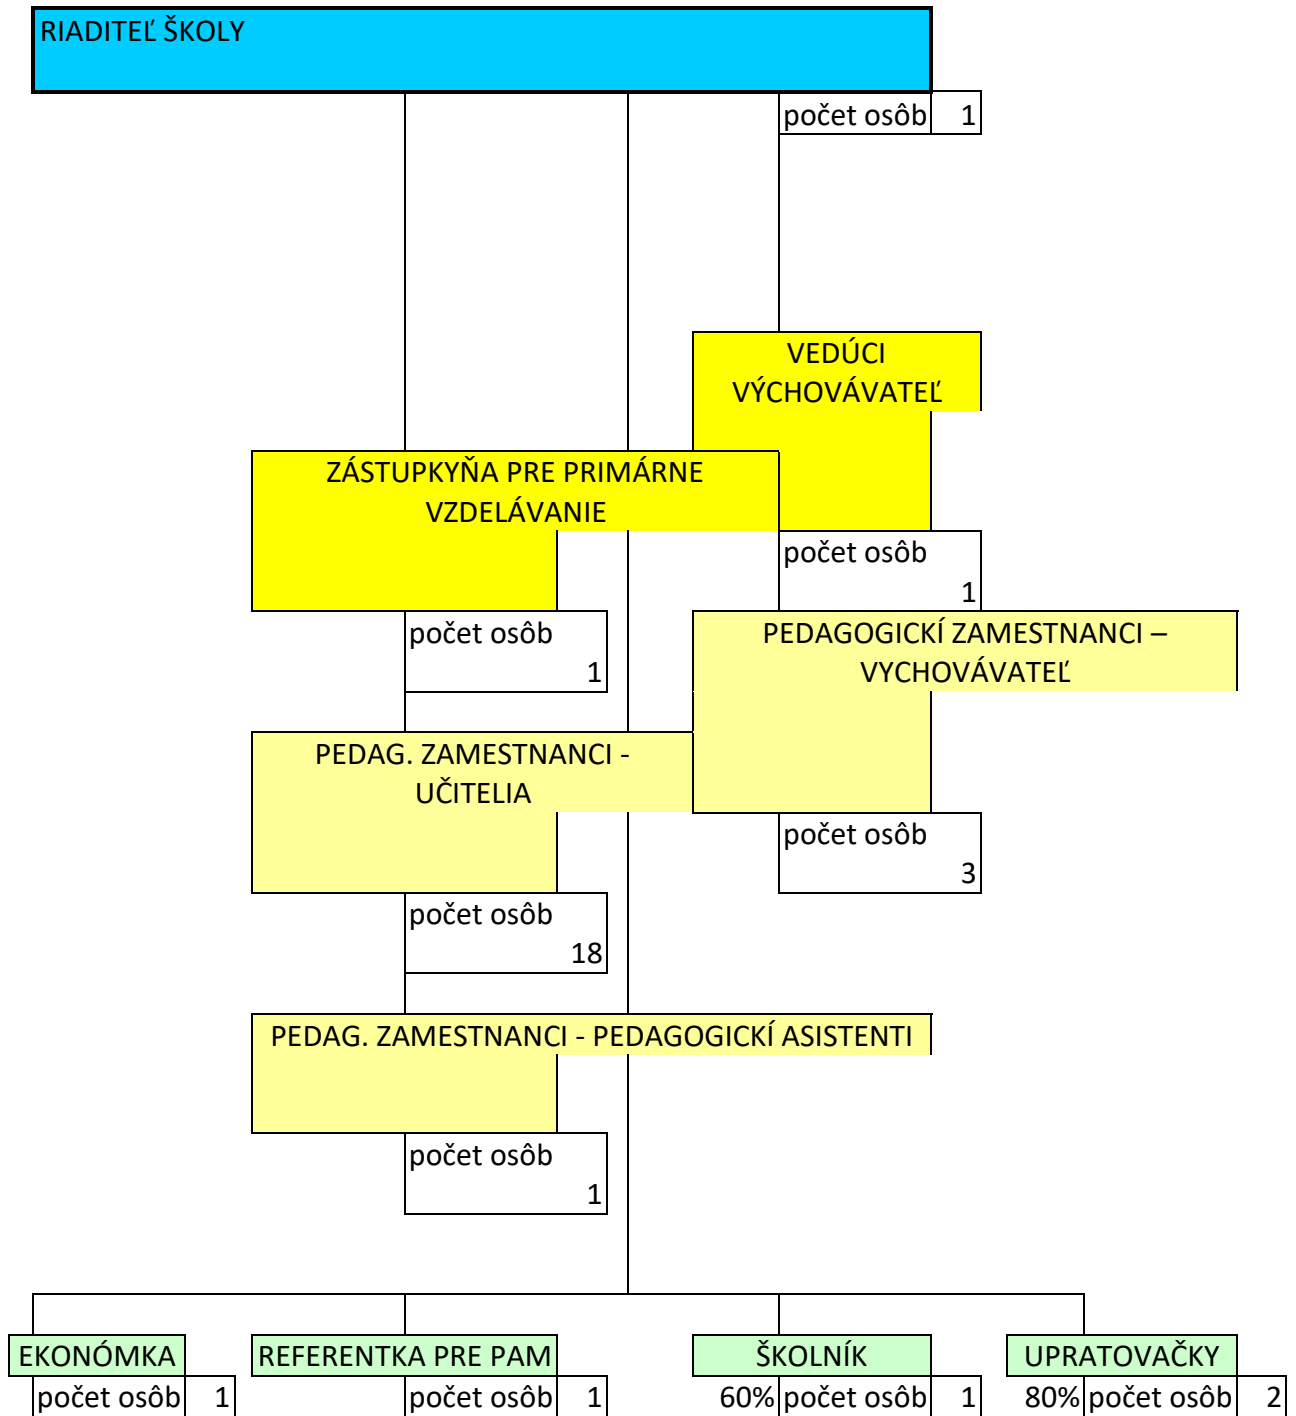 RIADITEĽ ŠKOLY
počet osôb 1
VEDÚCI
VÝCHOVÁVATEĽ
ZÁSTUPKYŇA PRE PRIMÁRNE
VZDELÁVANIE
počet osôb
1
počet osôb
1
PEDAGOGICKÍ ZAMESTNANCI –
VYCHOVÁVATEĽ
PEDAG. ZAMESTNANCI -
UČITELIA
počet osôb
3
počet osôb
18
PEDAG. ZAMESTNANCI - PEDAGOGICKÍ ASISTENTI
počet osôb
1
EKONÓMKA REFERENTKA PRE PAM ŠKOLNÍK UPRATOVAČKY
počet osôb 1 počet osôb 1 60% počet osôb 1 80% počet osôb 2